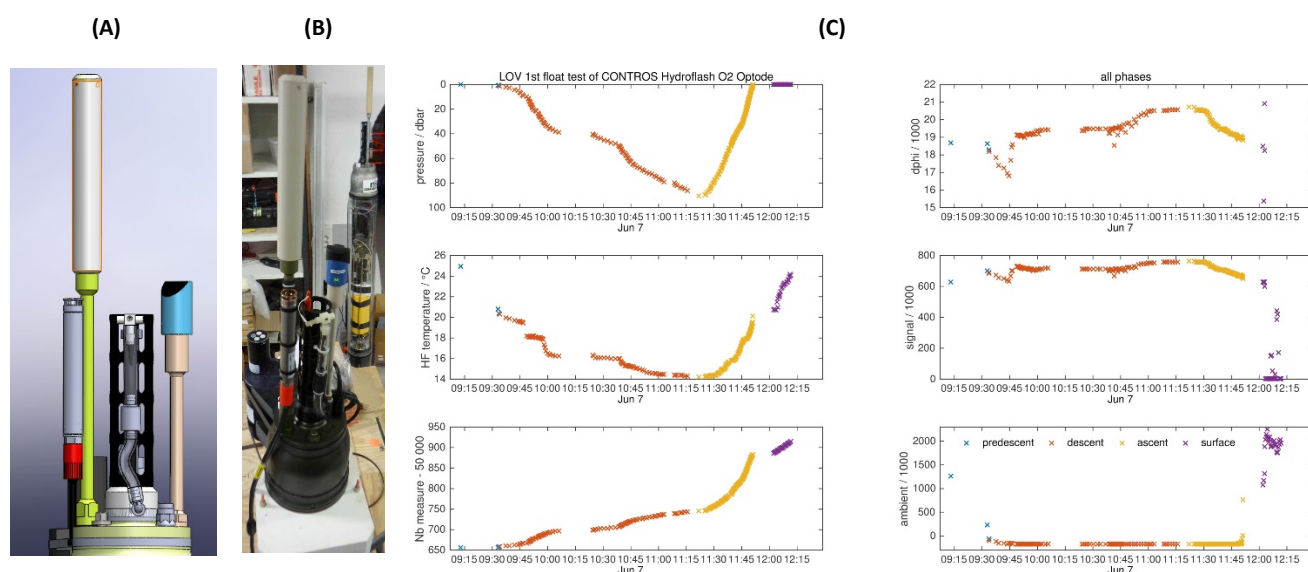 (A)
(B)
(C)
LOV 1st float test of CONTROS Hydroflash O2 Optode
pressure / dbar
0
20
40
60
80
100
09:15 09:30 09:45 10:00 10:15 10:30 10:45 11:00 11:15 11:30 11:45 12:00 12:15
Jun 7
HF temperature / °C
26
24
22
20
18
16
14
09:15 09:30 09:45 10:00 10:15 10:30 10:45 11:00 11:15 11:30 11:45 12:00 12:15
Jun 7
Nb measure - 50 000
950
900
850
800
750
700
650
09:15 09:30 09:45 10:00 10:15 10:30 10:45 11:00 11:15 11:30 11:45 12:00 12:15
Jun 7
all phases
dphi / 1000
22
21
20
19
18
17
16
15
09:15 09:30 09:45 10:00 10:15 10:30 10:45 11:00 11:15 11:30 11:45 12:00 12:15
Jun 7
signal / 1000
800
600
400
200
0
09:15 09:30 09:45 10:00 10:15 10:30 10:45 11:00 11:15 11:30 11:45 12:00 12:15
Jun 7
ambient / 1000
2000
1500
1000
500
0
predescent descent ascent surface
09:15 09:30 09:45 10:00 10:15 10:30 10:45 11:00 11:15 11:30 11:45 12:00 12:15
Jun 7